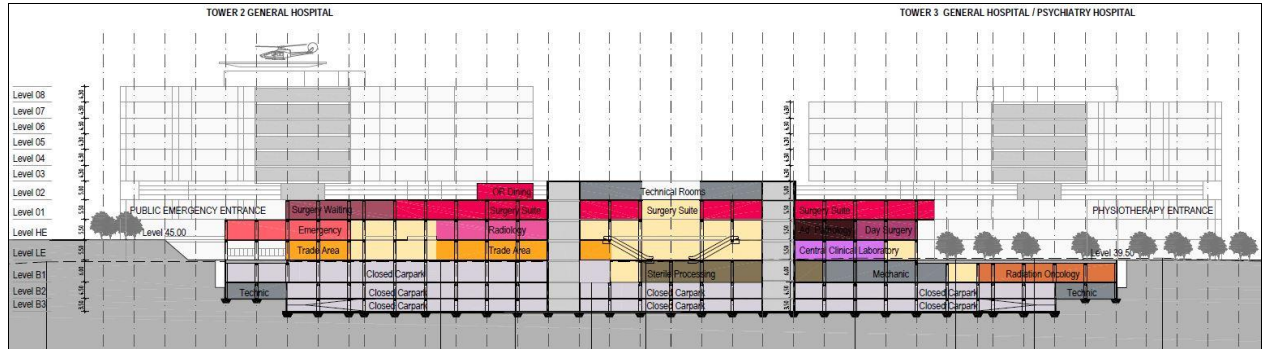 TOWER 2 GENERAL HOSPITAL
TOWER 3 GENERAL HOSPITAL / PSYCHIATRY HOSPITAL
Level 08
Level 07
Level 06
Level 05
Level 04
Level 03
Level 02
OR Dining
Technical Rooms
Level 01
PUBLIC EMERGENCY ENTRANCE
Surgery Waiting
Surgery Suite
Surgery Suite
Surgery Suite
PHYSIOTHERAPY ENTRANCE
Level HE
Level 45.00
Emergency
Radiology
Day Surgery
Level LE
Trade Area
Trade Area
Central Clinical Laboratory
Level 39.50
Level B1
Closed Carpark
Sterile Processing
Mechanic
Radiation Oncology
Level B2
Technic
Closed Carpark
Closed Carpark
Closed Carpark
Technic
Level B3
Closed Carpark
Closed Carpark
Closed Carpark